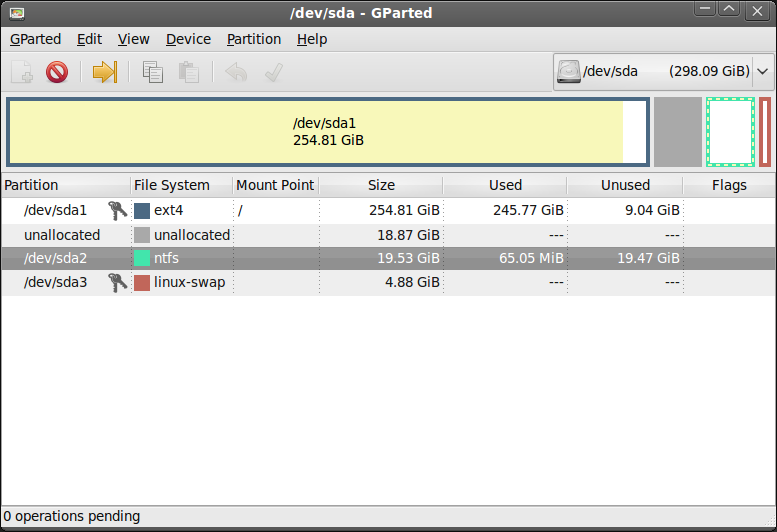 /dev/sda - GParted
GParted Edit View Device Partition Help
/dev/sda (298.09 GiB)
/dev/sda1
254.81 GiB
Partition File System Mount Point Size Used Unused Flags
/dev/sda1 ext4 / 254.81 GiB 245.77 GiB 9.04 GiB
unallocated unallocated 18.87 GiB --- ---
/dev/sda2 ntfs 19.53 GiB 65.05 MiB 19.47 GiB
/dev/sda3 linux-swap 4.88 GiB --- ---
0 operations pending